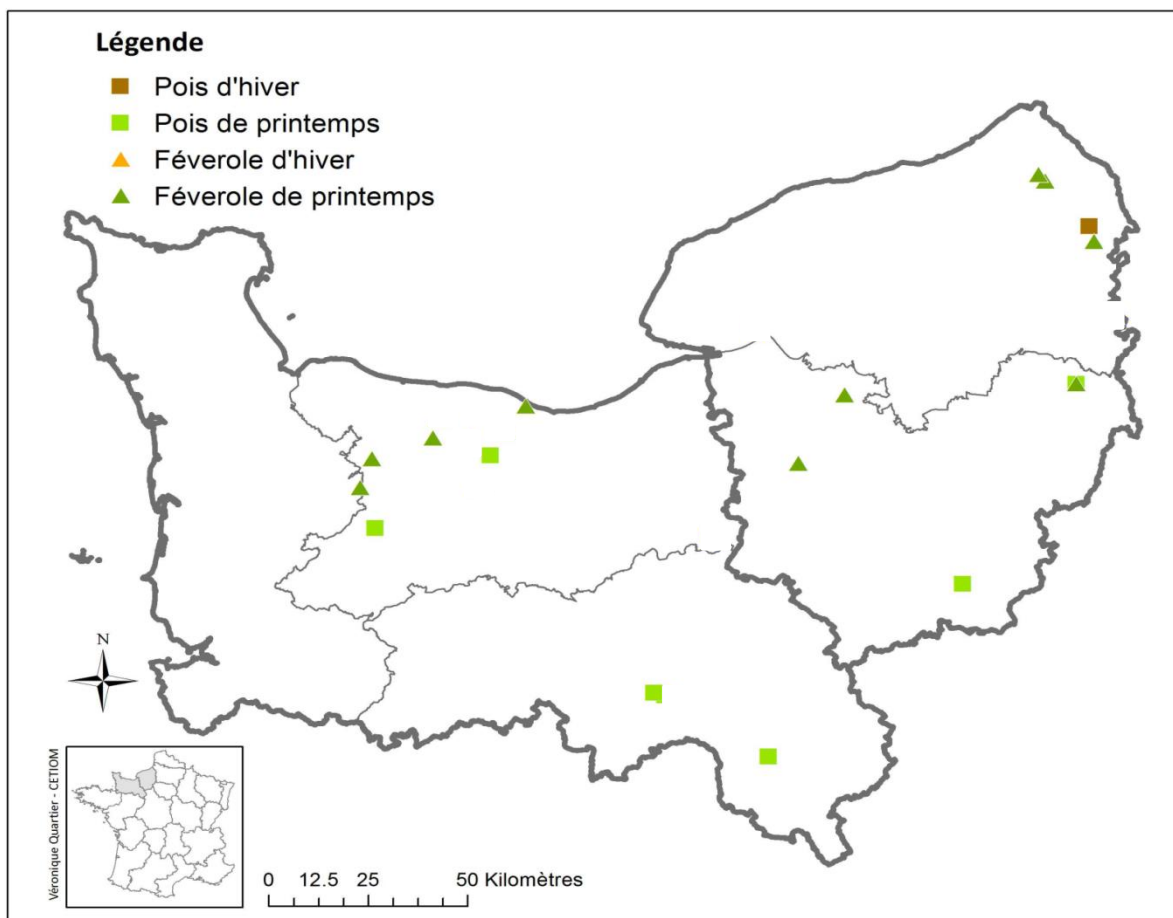 Légende
Pois d'hiver
Pois de printemps
Féverole d'hiver
Féverole de printemps
N
Véronique Quartier - CETIOM
0 12.5 25 50 Kilomètres